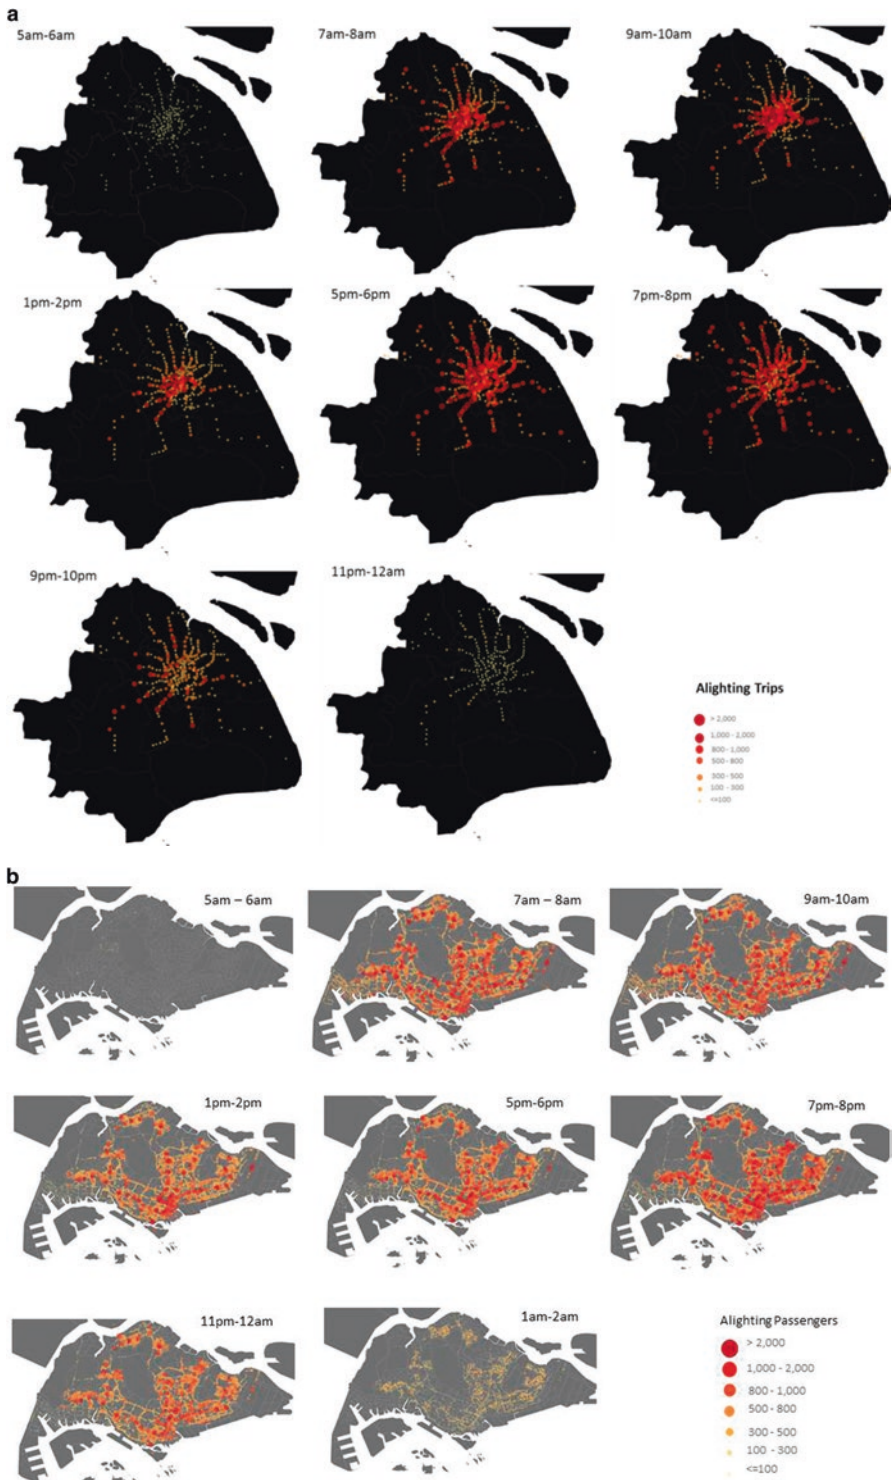 a
5am-6am
7am-8am
9am-10am
1pm-2pm
5pm-6pm
7pm-8pm
9pm-10pm
11pm-12am
Alighting Trips
> 2,000
1,000 - 2,000
800 - 1,000
500 - 800
300 - 500
100 - 300
<=100
b
5am – 6am
7am – 8am
9am-10am
1pm-2pm
5pm-6pm
7pm-8pm
11pm-12am
1am-2am
Alighting Passengers
> 2,000
1,000 - 2,000
800 - 1,000
500 - 800
300 - 500
100 - 300
<=100